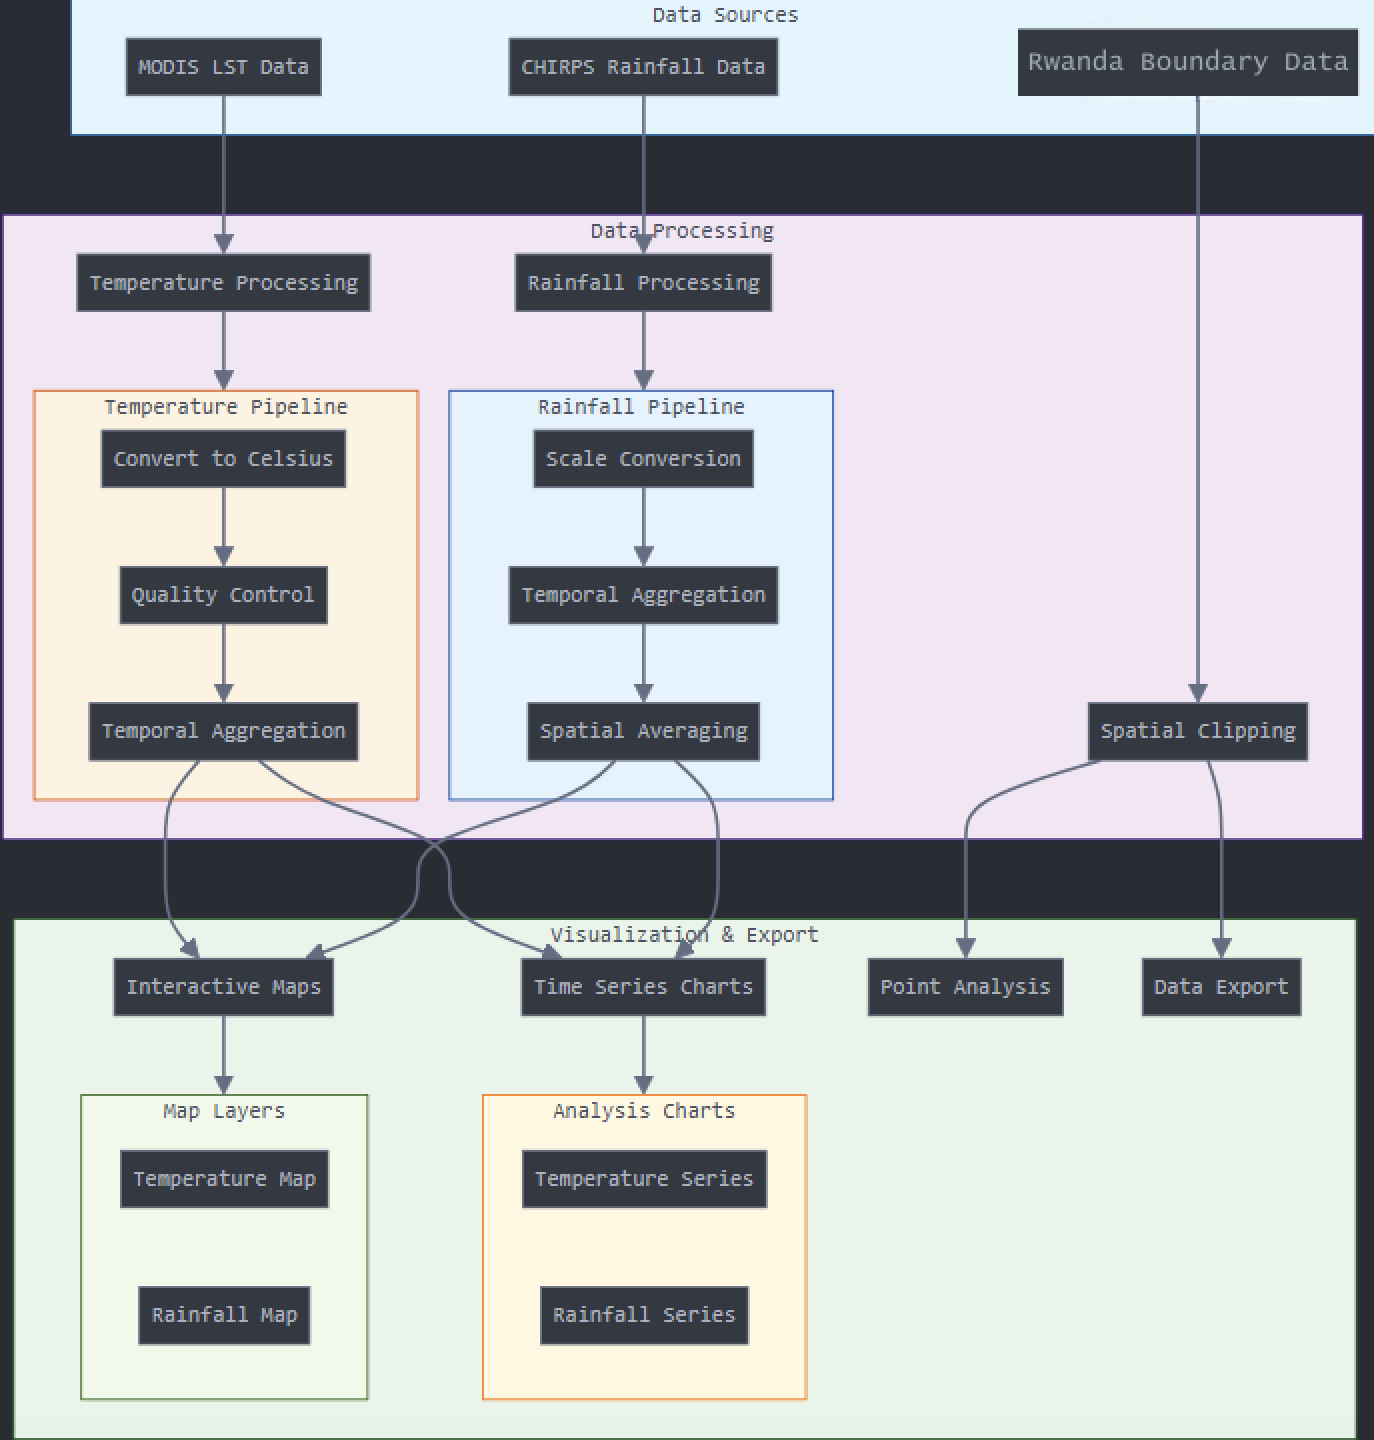 Data Sources
MODIS LST Data
CHIRPS Rainfall Data
Rwanda Boundary Data
Data Processing
Temperature Processing
Rainfall Processing
Temperature Pipeline
Convert to Celsius
Quality Control
Temporal Aggregation
Rainfall Pipeline
Scale Conversion
Temporal Aggregation
Spatial Averaging
Spatial Clipping
Visualization & Export
Interactive Maps
Time Series Charts
Point Analysis
Data Export
Map Layers
Temperature Map
Rainfall Map
Analysis Charts
Temperature Series
Rainfall Series